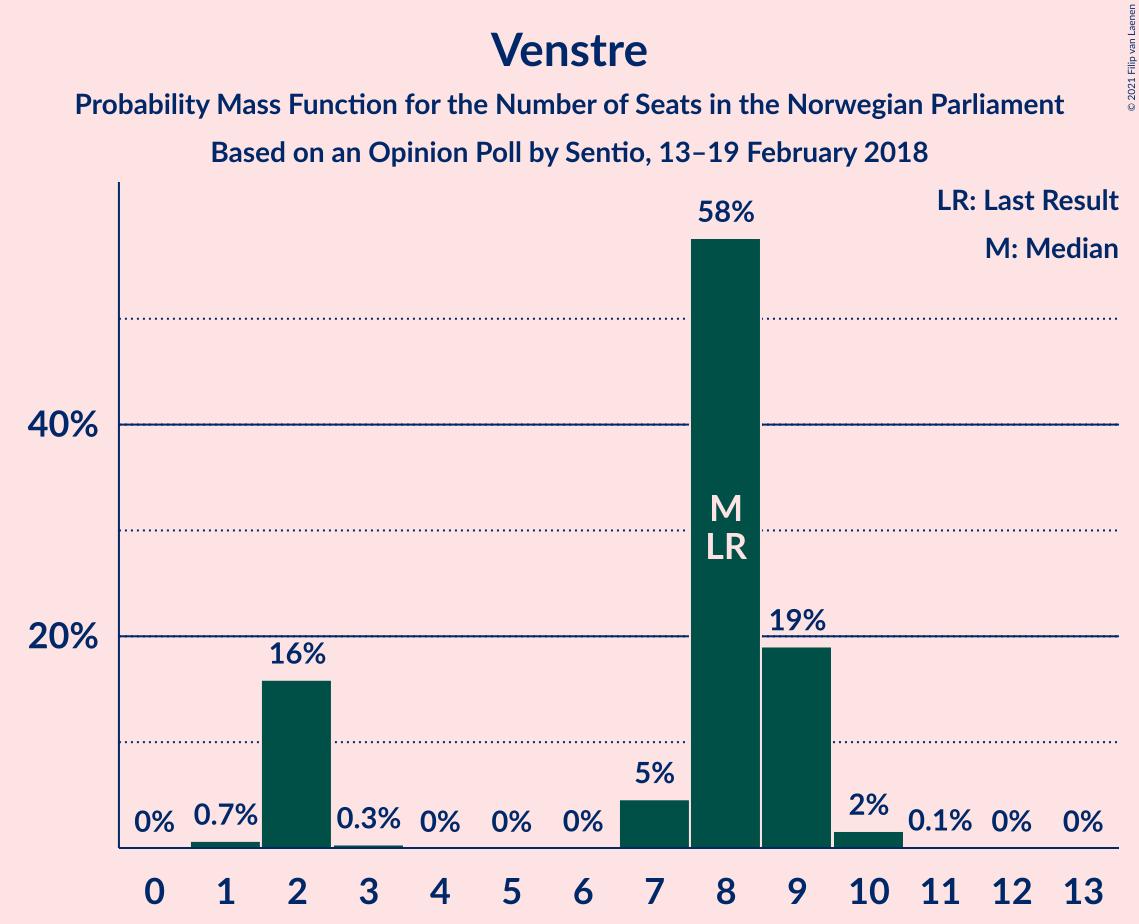 Venstre
Probability Mass Function for the Number of Seats in the Norwegian Parliament
Based on an Opinion Poll by Sentio, 13–19 February 2018
© 2021 Filip van Laenen
LR: Last Result
M: Median
58%
40%
M
LR
20%
19%
16%
5%
0%
0.7%
0.3%
0%
0%
0%
2%
0.1%
0%
0%
0 1 2 3 4 5 6 7 8 9 10 11 12 13